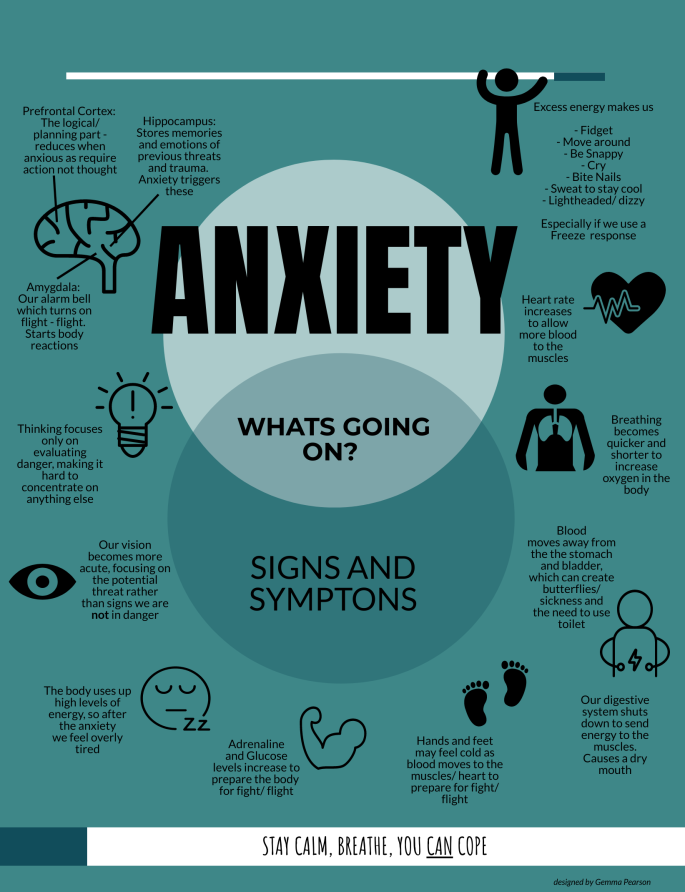 Prefrontal Cortex:
The logical/
planning part -
reduces when
anxious as require
action not thought
Hippocampus:
Stores memories
and emotions of
previous threats
and trauma.
Anxiety triggers
these
Excess energy makes us
- Fidget
- Move around
- Be Snappy
- Cry
- Bite Nails
- Sweat to stay cool
- Lightheaded/ dizzy
Especially if we use a
Freeze response
ANXIETY
Amygdala:
Our alarm bell
which turns on
flight - flight.
Starts body
reactions
Heart rate
increases
to allow
more blood
to the
muscles
WHATS GOING
ON?
Thinking focuses
only on
evaluating
danger, making it
hard to
concentrate on
anything else
Breathing
becomes
quicker and
shorter to
increase
oxygen in the
body
Our vision
becomes more
acute, focusing on
the potential
threat rather
than signs we are
not in danger
SIGNS AND
SYMPTONS
Blood
moves away from
the the stomach
and bladder,
which can create
butterflies/
sickness and
the need to use
toilet
The body uses up
high levels of
energy, so after
the anxiety
we feel overly
tired
ZZ
Adrenaline
and Glucose
levels increase to
prepare the body
for fight/ flight
Hands and feet
may feel cold as
blood moves to the
muscles/ heart to
prepare for fight/
flight
Our digestive
system shuts
down to send
energy to the
muscles.
Causes a dry
mouth
STAY CALM, BREATHE, YOU CAN COPE
designed by Gemma Pearson